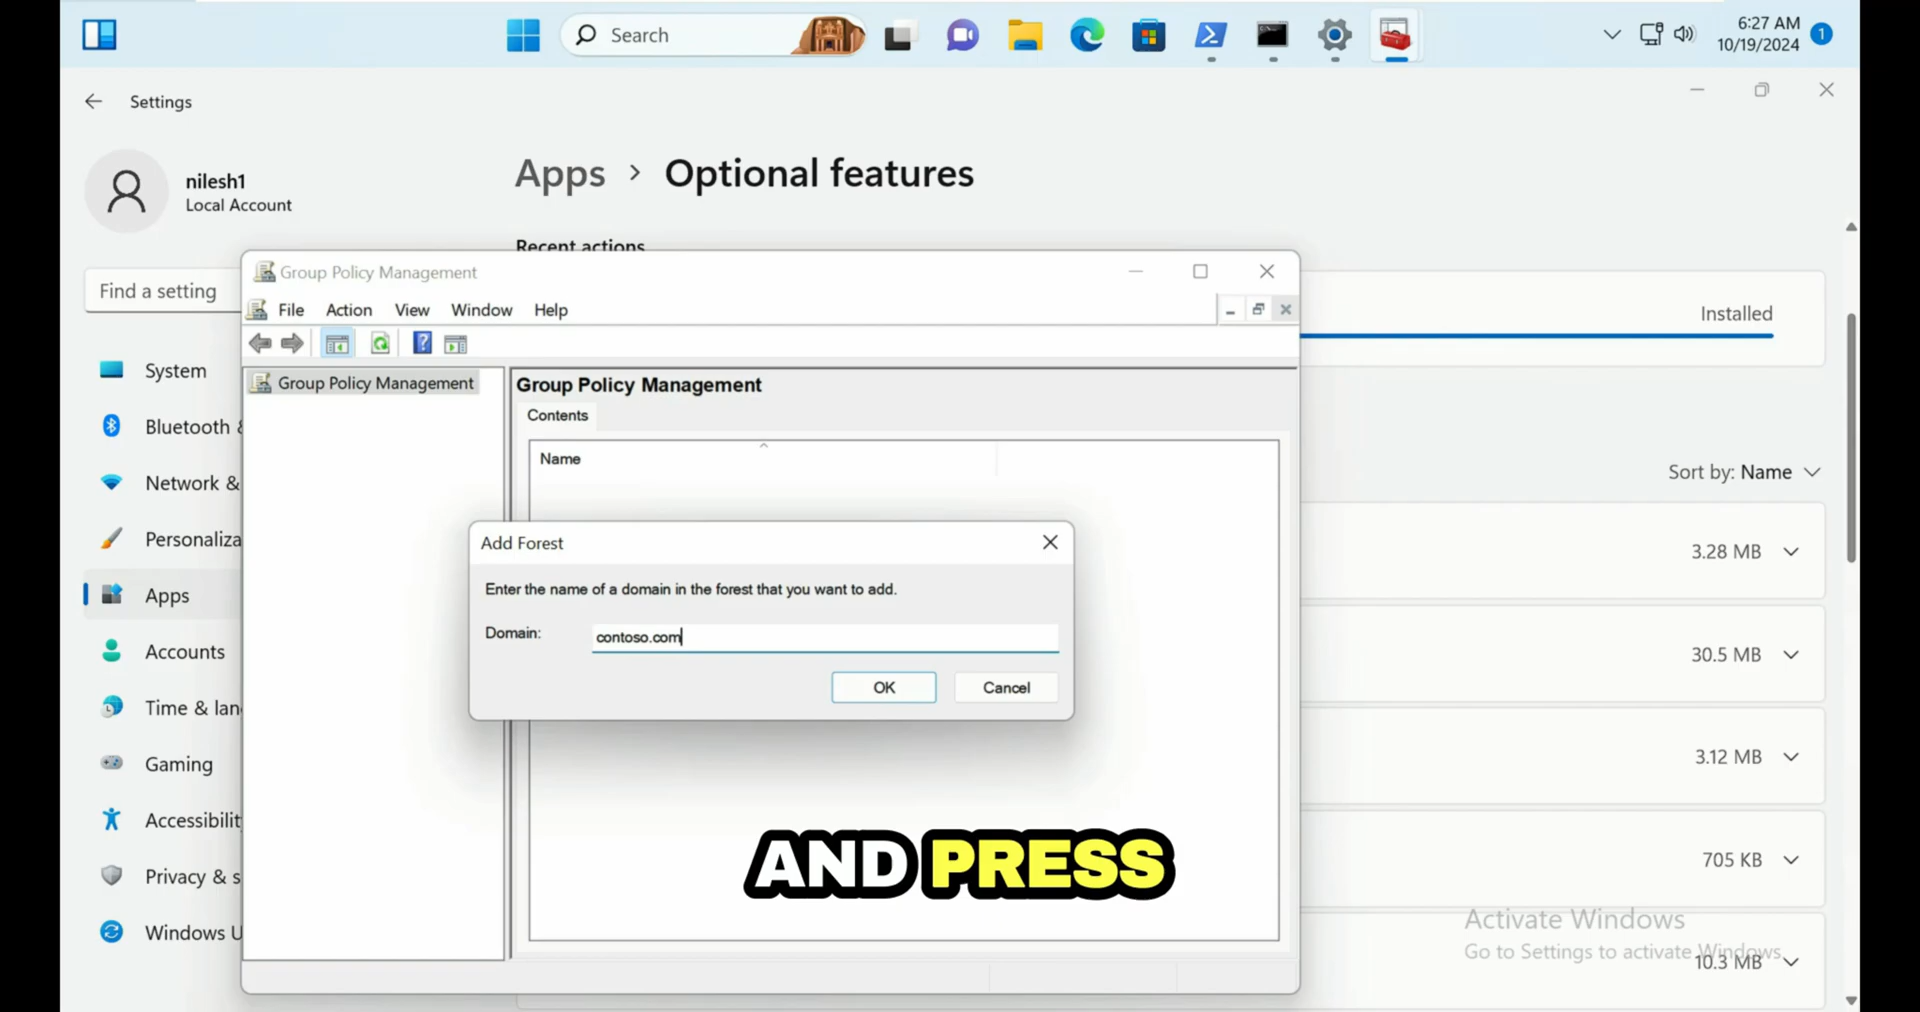 Search
6:27 AM
10/19/2024
1
Settings
nilesh1
Local Account
Apps > Optional features
Recent actions
Find a setting
Installed
Group Policy Management
File Action View Window Help
Group Policy Management
Group Policy Management
Contents
Name
System
Bluetooth &
Network &
Personaliza
Apps
Accounts
Time & lan
Gaming
Accessibilit
Privacy & s
Windows U
Sort by: Name
3.28 MB
30.5 MB
3.12 MB
705 KB
10.3 MB
Add Forest
Enter the name of a domain in the forest that you want to add.
Domain: contoso.com
OK Cancel
AND PRESS
Activate Windows
Go to Settings to activate Windows.